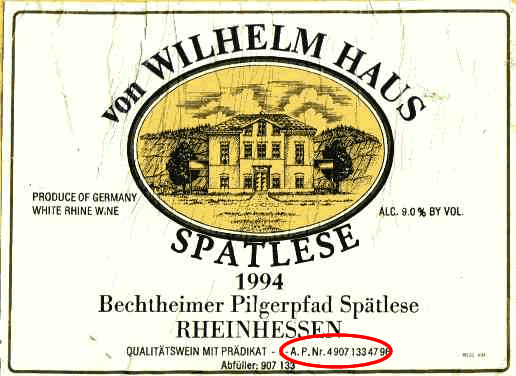 von WILHELM HAUS
PRODUCE OF GERMANY
WHITE RHINE WINE
ALC. 9.0% BY VOL.
SPÄTLESE
1994
Bechtheimer Pilgerpfad Spätlese
RHEINHESSEN
QUALITÄTSWEIN MIT PRÄDIKAT - - A. P. Nr. 4 907 133 47 96
Abfüller: 907 133